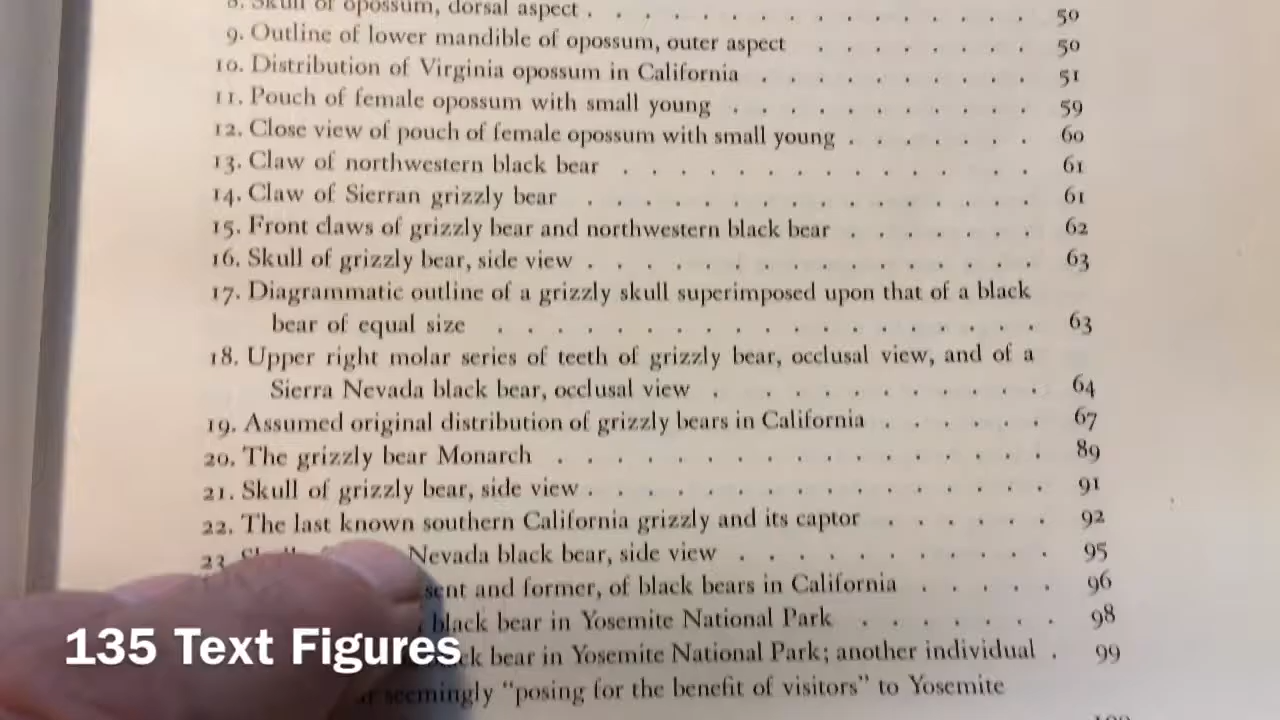 8. Skull of opossum, dorsal aspect . . . . . . . . . . . . . . . 50
9. Outline of lower mandible of opossum, outer aspect . . . . . . . 50
10. Distribution of Virginia opossum in California . . . . . . . . . . 51
11. Pouch of female opossum with small young . . . . . . . . . . . 59
12. Close view of pouch of female opossum with small young . . . . . . . 60
13. Claw of northwestern black bear . . . . . . . . . . . . . . 61
14. Claw of Sierran grizzly bear . . . . . . . . . . . . . . . . 61
15. Front claws of grizzly bear and northwestern black bear . . . . . . . 62
16. Skull of grizzly bear, side view . . . . . . . . . . . . . . . . 63
17. Diagrammatic outline of a grizzly skull superimposed upon that of a black
bear of equal size . . . . . . . . . . . . . . . . . . . 63
18. Upper right molar series of teeth of grizzly bear, occlusal view, and of a
Sierra Nevada black bear, occlusal view . . . . . . . . . . . 64
19. Assumed original distribution of grizzly bears in California . . . . . . 67
20. The grizzly bear Monarch . . . . . . . . . . . . . . . . . 89
21. Skull of grizzly bear, side view . . . . . . . . . . . . . . . . 91
22. The last known southern California grizzly and its captor . . . . . . 92
23. Nevada black bear, side view . . . . . . . . . . . 95
and former, of black bears in California . . . . . 96
black bear in Yosemite National Park . . . . . . . 98
bear in Yosemite National Park; another individual . 99
seemingly "posing for the benefit of visitors" to Yosemite
135 Text Figures